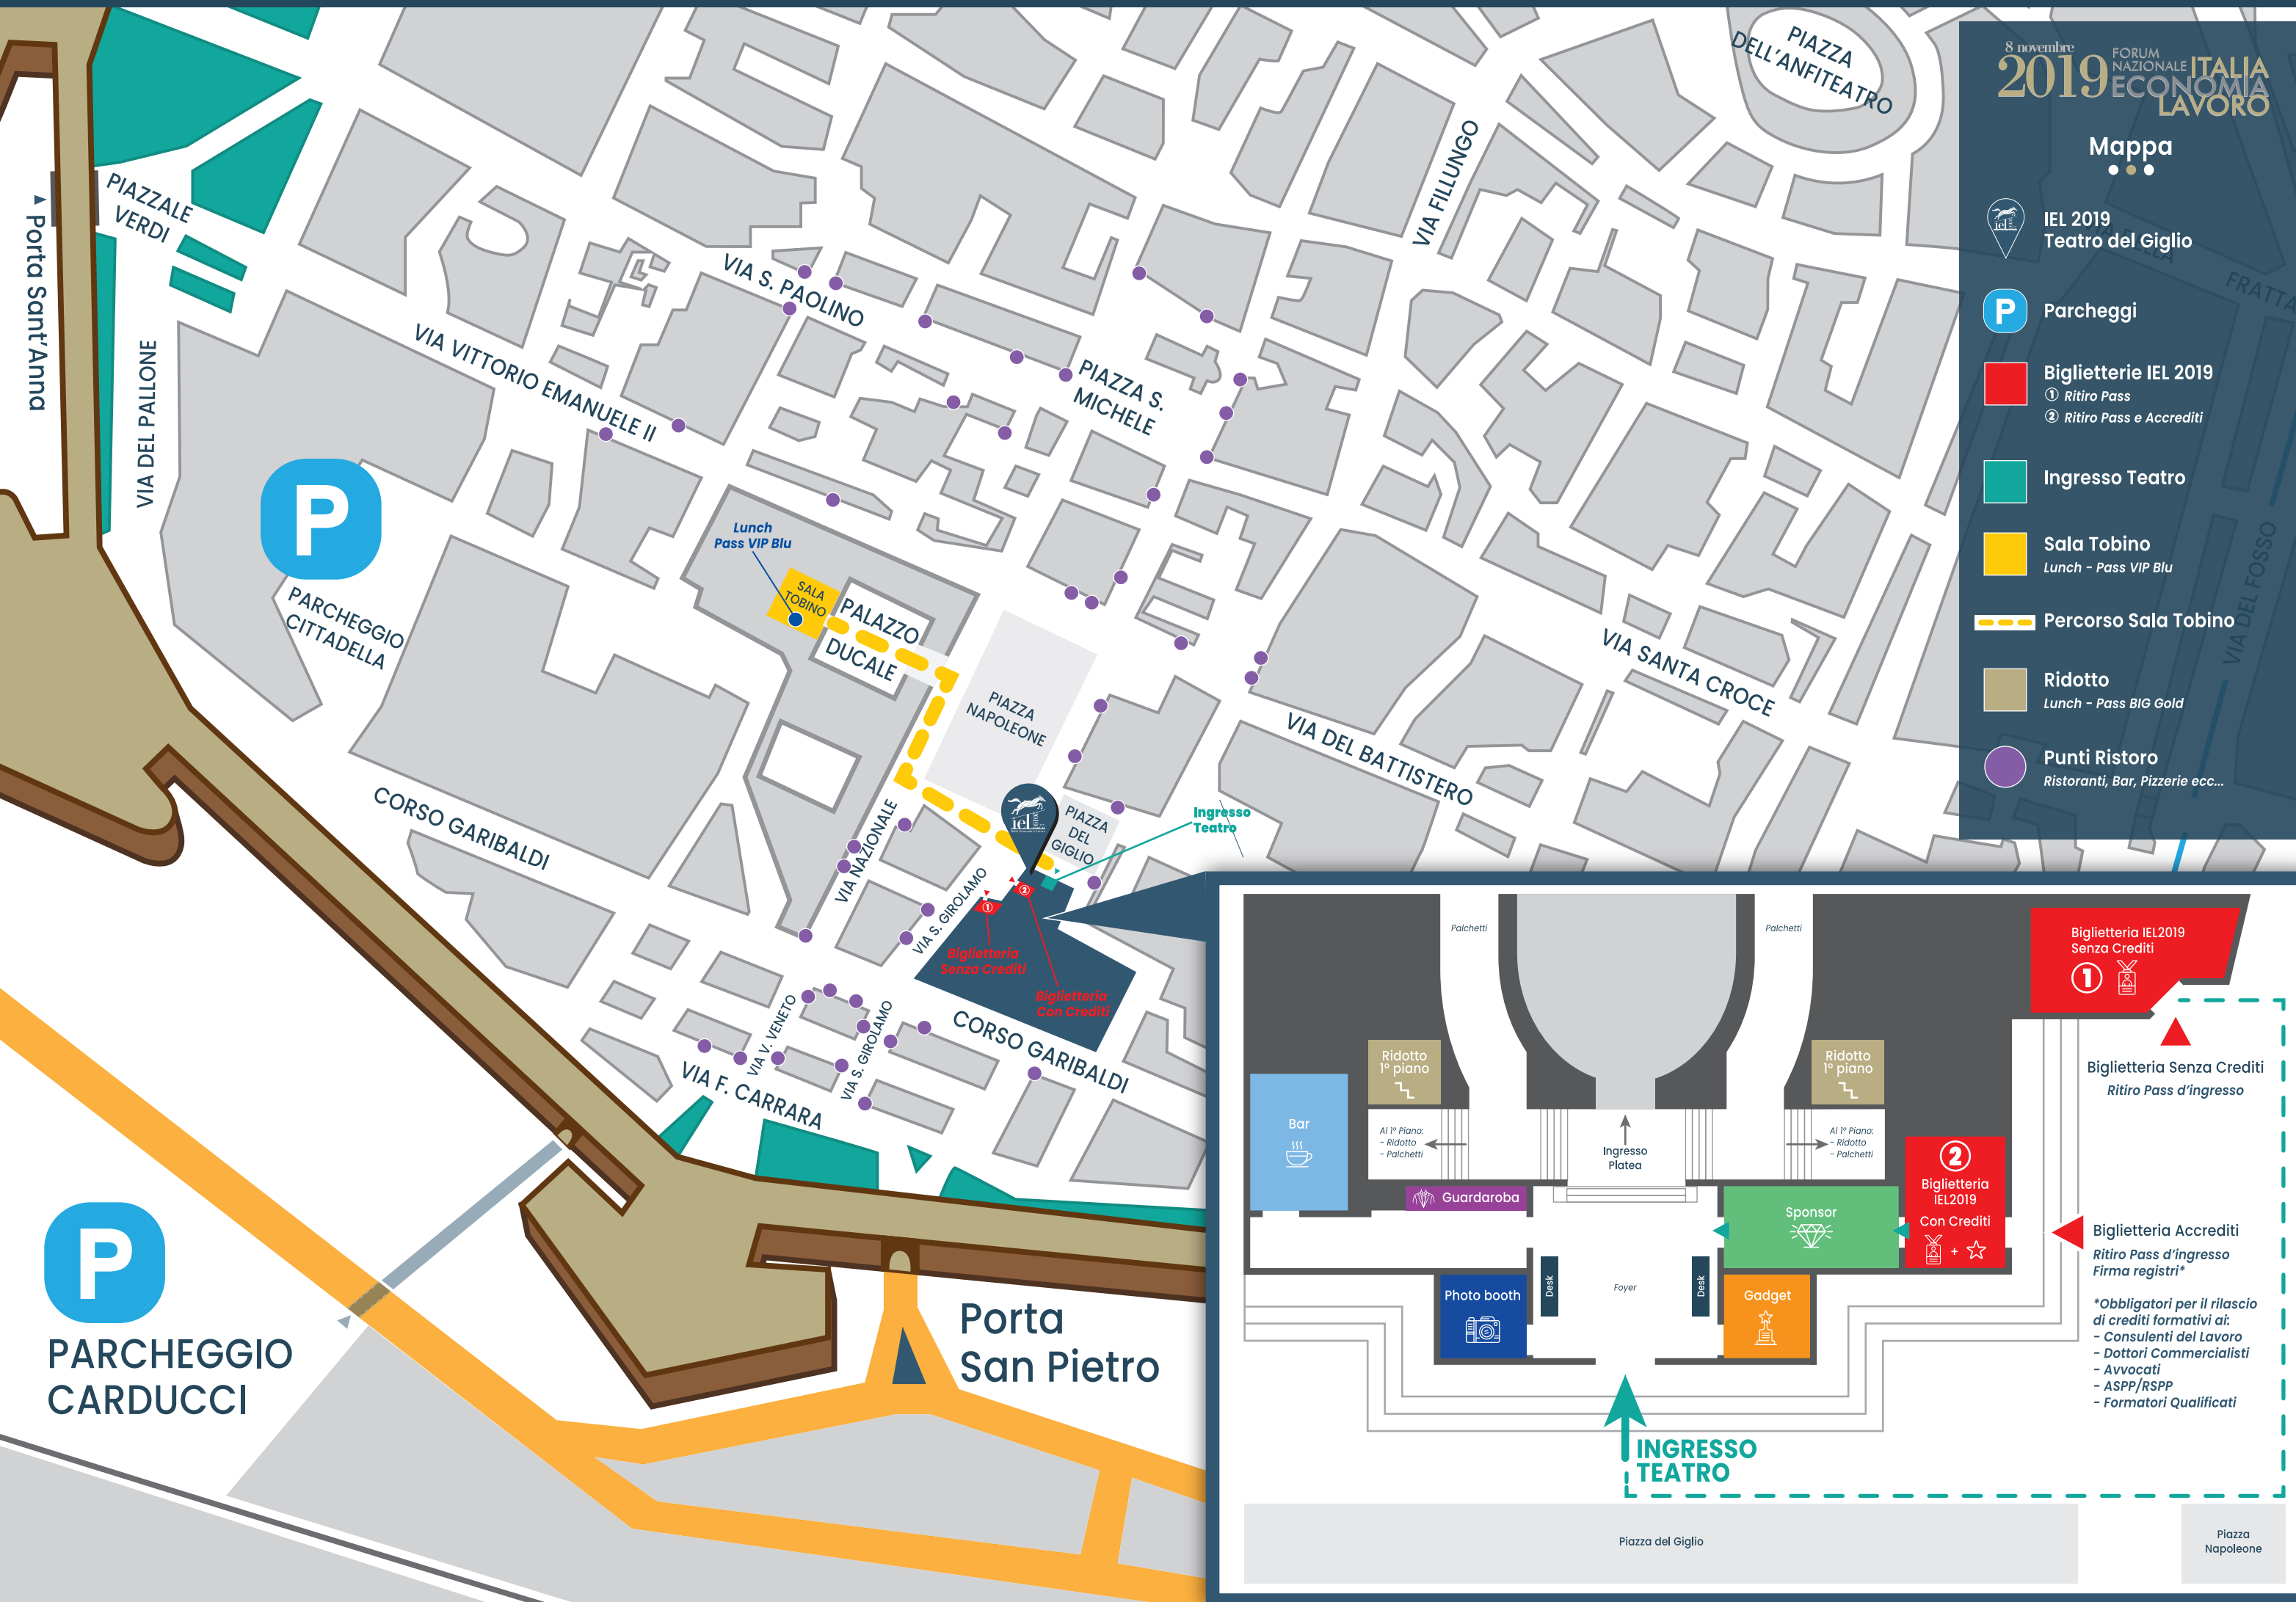 PIAZZA
DELL'ANFITEATRO
8 novembre
2019
FORUM
NAZIONALE
ITALIA
ECONOMIA
LAVORO
Mappa
IEL 2019
Teatro del Giglio
P
Parcheggi
Biglietterie IEL 2019
① Ritiro Pass
② Ritiro Pass e Accrediti
Ingresso Teatro
Sala Tobino
Lunch - Pass VIP Blu
Percorso Sala Tobino
Ridotto
Lunch - Pass BIG Gold
Punti Ristoro
Ristoranti, Bar, Pizzerie ecc...
FRATTA
VIA DEL FOSSO
PIAZZALE
VERDI
Porta Sant'Anna
VIA DEL PALLONE
VIA FILLUNGO
VIA S. PAOLINO
VIA VITTORIO EMANUELE II
PIAZZA S.
MICHELE
P
PARCHEGGIO
CITTADELLA
Lunch
Pass VIP Blu
SALA
TOBINO
PALAZZO
DUCALE
PIAZZA
NAPOLEONE
VIA SANTA CROCE
VIA DEL BATTISTERO
CORSO GARIBALDI
VIA NAZIONALE
iel
PIAZZA
DEL
GIGLIO
Ingresso
Teatro
VIA S. GIROLAMO
①
②
Biglietteria
Senza Crediti
Biglietteria
Con Crediti
CORSO GARIBALDI
VIA V. VENETO
VIA S. GIROLAMO
VIA F. CARRARA
P
PARCHEGGIO
CARDUCCI
Porta
San Pietro
Palchetti
Palchetti
Biglietteria IEL2019
Senza Crediti
1
Biglietteria Senza Crediti
Ritiro Pass d'ingresso
Ridotto
1° piano
Ridotto
1° piano
Bar
Al 1° Piano:
- Ridotto
- Palchetti
Ingresso
Platea
Al 1° Piano:
- Ridotto
- Palchetti
2
Biglietteria
IEL2019
Con Crediti
+
Guardaroba
Sponsor
Biglietteria Accrediti
Ritiro Pass d'ingresso
Firma registri*
*Obbligatori per il rilascio
di crediti formativi ai:
- Consulenti del Lavoro
- Dottori Commercialisti
- Avvocati
- ASPP/RSPP
- Formatori Qualificati
Photo booth
Desk
Foyer
Desk
Gadget
INGRESSO
TEATRO
Piazza del Giglio
Piazza
Napoleone